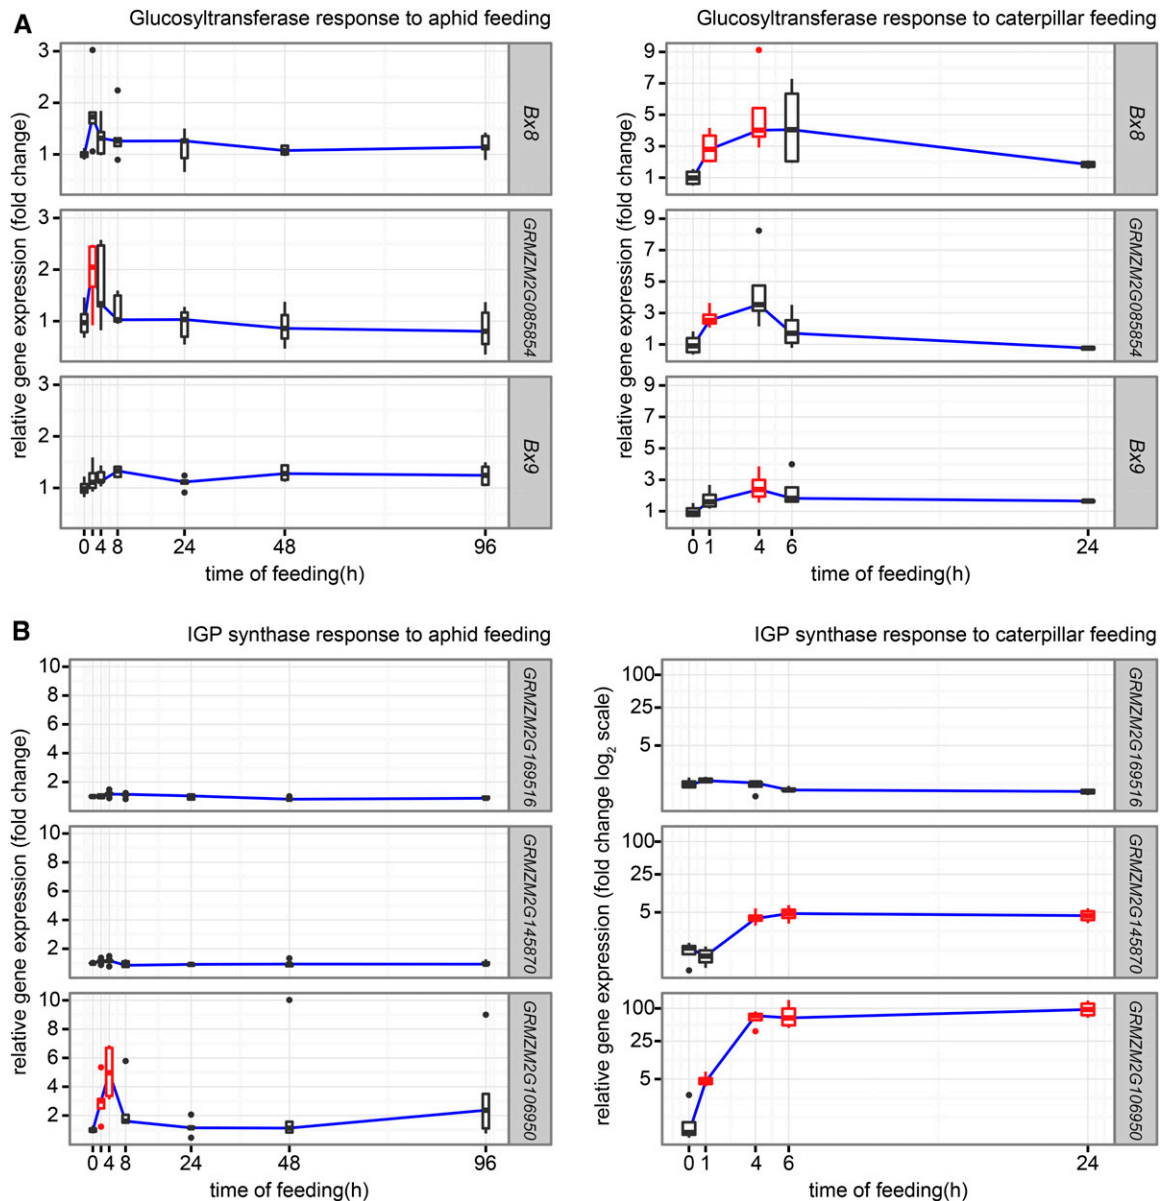 A
Glucosyltransferase response to aphid feeding
relative gene expression (fold change)
3
2
1
Bx8
3
2
1
GRMZM2G085854
3
2
1
Bx9
0 4 8 24 48 96
time of feeding(h)
Glucosyltransferase response to caterpillar feeding
relative gene expression (fold change)
9
7
5
3
1
Bx8
9
7
5
3
1
GRMZM2G085854
9
7
5
3
1
Bx9
0 1 4 6 24
time of feeding(h)
B
IGP synthase response to aphid feeding
relative gene expression (fold change)
10
8
6
4
2
GRMZM2G169516
10
8
6
4
2
GRMZM2G145870
10
8
6
4
2
GRMZM2G106950
0 4 8 24 48 96
time of feeding(h)
IGP synthase response to caterpillar feeding
relative gene expression (fold change log2 scale)
100
25
5
GRMZM2G169516
100
25
5
GRMZM2G145870
100
25
5
GRMZM2G106950
0 1 4 6 24
time of feeding(h)